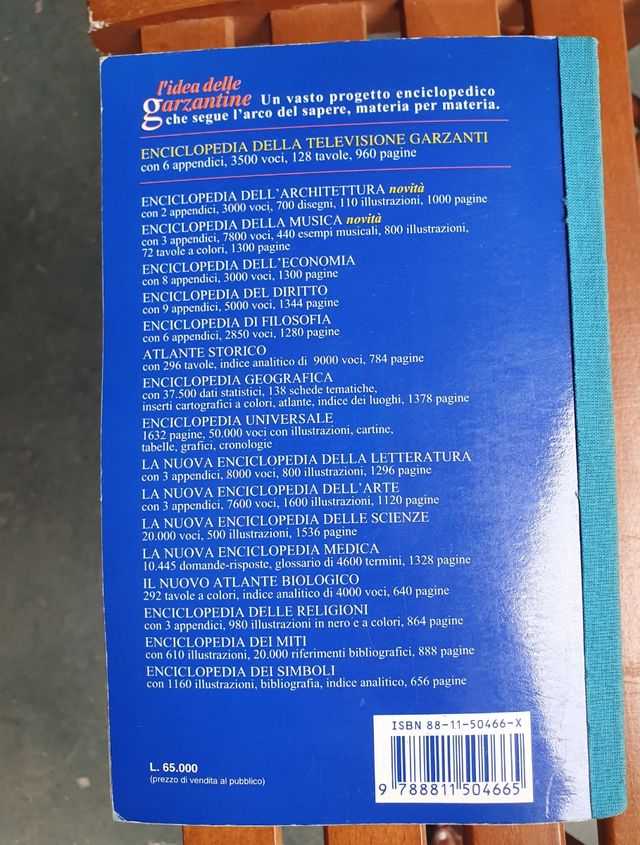 l'idea delle
garzantine Un vasto progetto enciclopedico
che segue l'arco del sapere, materia per materia.
ENCICLOPEDIA DELLA TELEVISIONE GARZANTI
con 6 appendici, 3500 voci, 128 tavole, 960 pagine
ENCICLOPEDIA DELL'ARCHITETTURA novità
con 2 appendici, 3000 voci, 700 disegni, 110 illustrazioni, 1000 pagine
ENCICLOPEDIA DELLA MUSICA novità
con 3 appendici, 7800 voci, 440 esempi musicali, 800 illustrazioni,
72 tavole a colori, 1300 pagine
ENCICLOPEDIA DELL'ECONOMIA
con 8 appendici, 3000 voci, 1300 pagine
ENCICLOPEDIA DEL DIRITTO
con 9 appendici, 5000 voci, 1344 pagine
ENCICLOPEDIA DI FILOSOFIA
con 6 appendici, 2850 voci, 1280 pagine
ATLANTE STORICO
con 296 tavole, indice analitico di 9000 voci, 784 pagine
ENCICLOPEDIA GEOGRAFICA
con 37.500 dati statistici, 138 schede tematiche,
inserti cartografici a colori, atlante, indice dei luoghi, 1378 pagine
ENCICLOPEDIA UNIVERSALE
1632 pagine, 50.000 voci con illustrazioni, cartine,
tabelle, grafici, cronologie
LA NUOVA ENCICLOPEDIA DELLA LETTERATURA
con 3 appendici, 8000 voci, 800 illustrazioni, 1296 pagine
LA NUOVA ENCICLOPEDIA DELL'ARTE
con 3 appendici, 7600 voci, 1600 illustrazioni, 1120 pagine
LA NUOVA ENCICLOPEDIA DELLE SCIENZE
20.000 voci, 500 illustrazioni, 1536 pagine
LA NUOVA ENCICLOPEDIA MEDICA
10.445 domande-risposte, glossario di 4600 termini, 1328 pagine
IL NUOVO ATLANTE BIOLOGICO
292 tavole a colori, indice analitico di 4000 voci, 640 pagine
ENCICLOPEDIA DELLE RELIGIONI
con 3 appendici, 980 illustrazioni in nero e a colori, 864 pagine
ENCICLOPEDIA DEI MITI
con 610 illustrazioni, 20.000 riferimenti bibliografici, 888 pagine
ENCICLOPEDIA DEI SIMBOLI
con 1160 illustrazioni, bibliografia, indice analitico, 656 pagine
ISBN 88-11-50466-X
L. 65.000
(prezzo di vendita al pubblico)
9 788811 504665